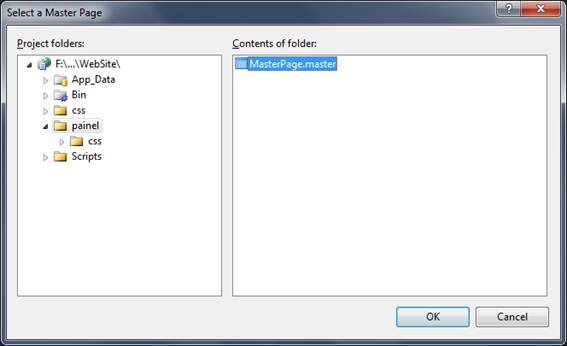 Select a Master Page
Project folders:
F:\...\WebSite\
App_Data
Bin
css
painel
css
Scripts
Contents of folder:
MasterPage.master
OK
Cancel